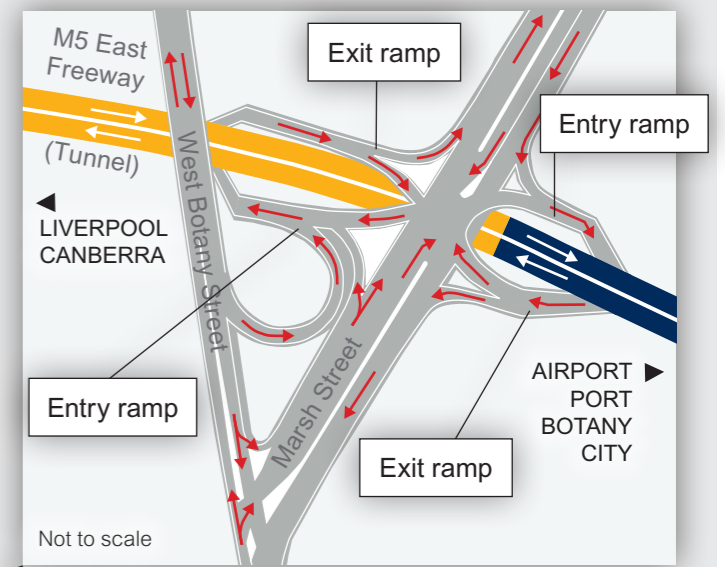 M5 East
Freeway
(Tunnel)
Exit ramp
Entry ramp
West Botany Street
LIVERPOOL
CANBERRA
Entry ramp
Marsh Street
Exit ramp
AIRPORT
PORT
BOTANY
CITY
Not to scale